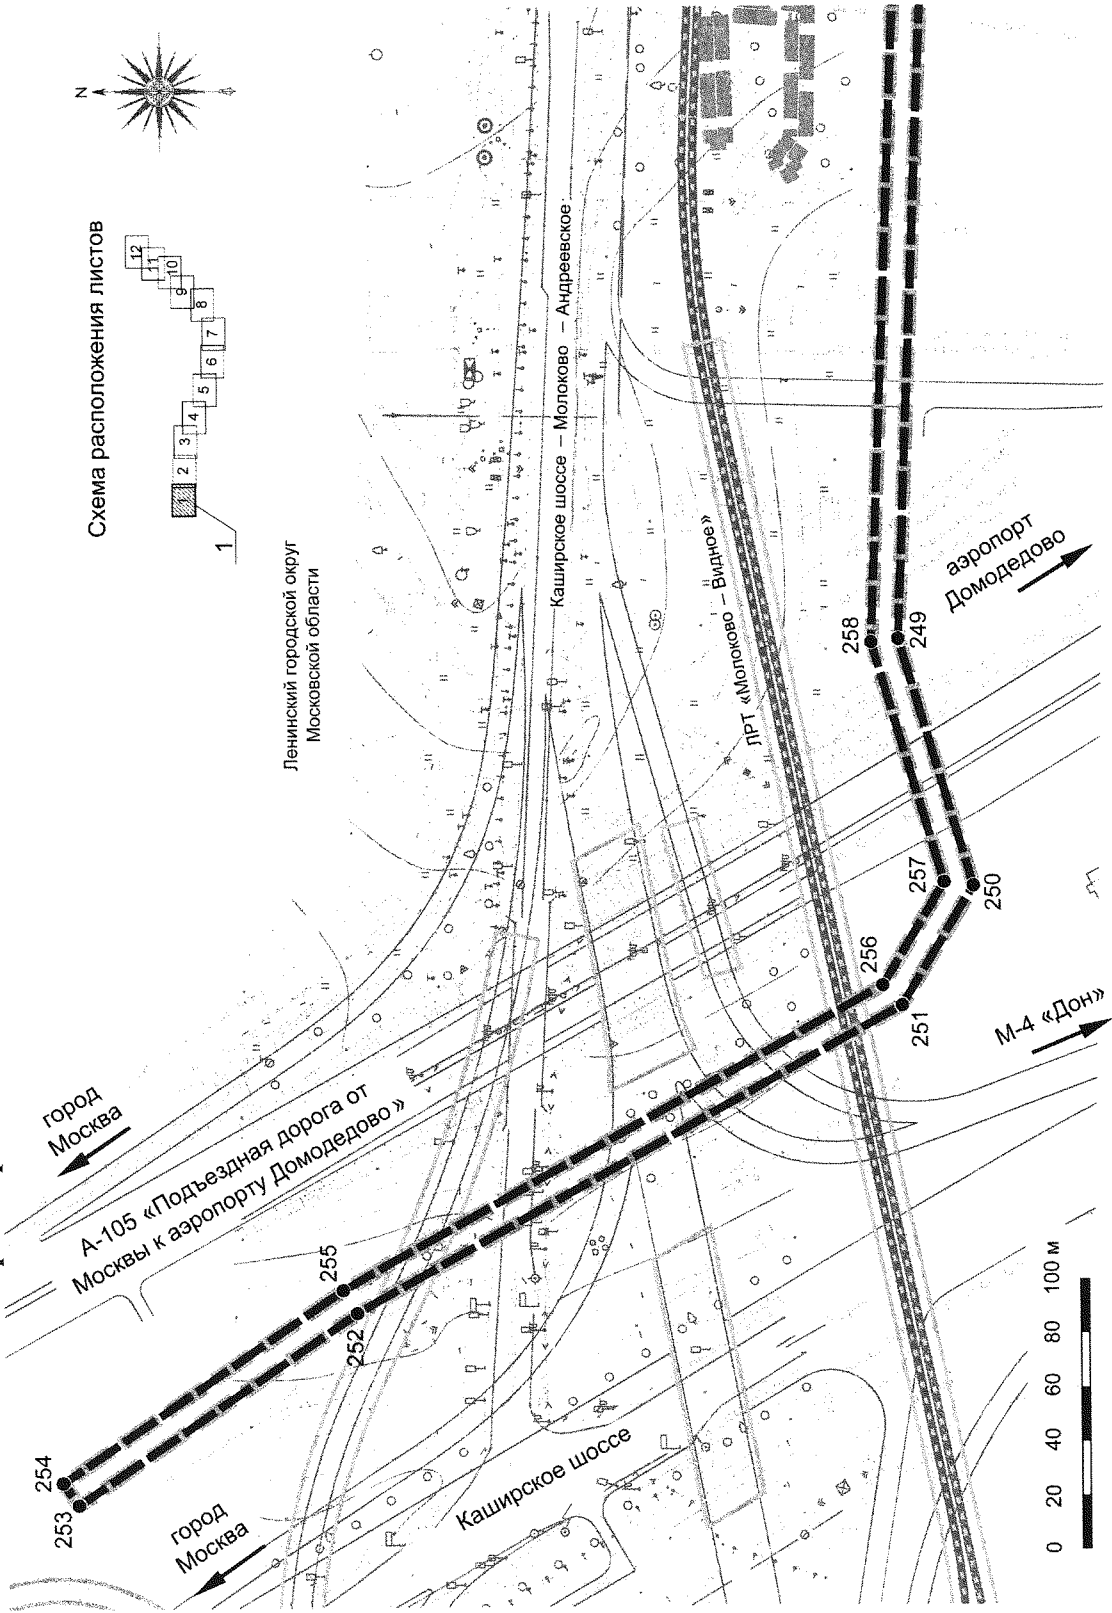 Схема расположения листов
1
2
3
4
5
6
7
8
9
10
11
12
1
N
Ленинский городской округ
Московской области
Каширское шоссе – Молоково – Андреевское
ЛРТ «Молоково – Видное»
город
Москва
А-105 «Подъездная дорога от
Москвы к аэропорту Домодедово»
аэропорт
Домодедово
город
Москва
Каширское шоссе
М-4 «Дон»
254
253
255
252
256
251
257
250
258
249
0
20
40
60
80
100 м